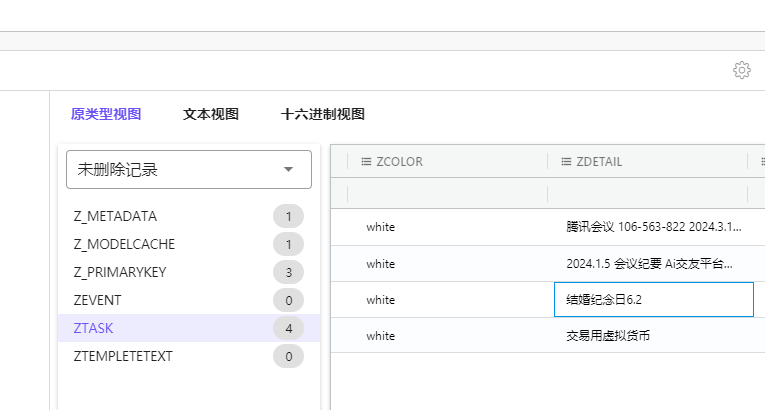 原类型视图 文本视图 十六进制视图
未删除记录
Z_METADATA 1
Z_MODELCACHE 1
Z_PRIMARYKEY 3
ZEVENT 0
ZTASK 4
ZTEMPLETETEXT 0
ZCOLOR ZDETAIL
white 腾讯会议 106-563-822 2024.3.1...
white 2024.1.5 会议纪要 Ai交友平台...
white 结婚纪念日6.2
white 交易用虚拟货币